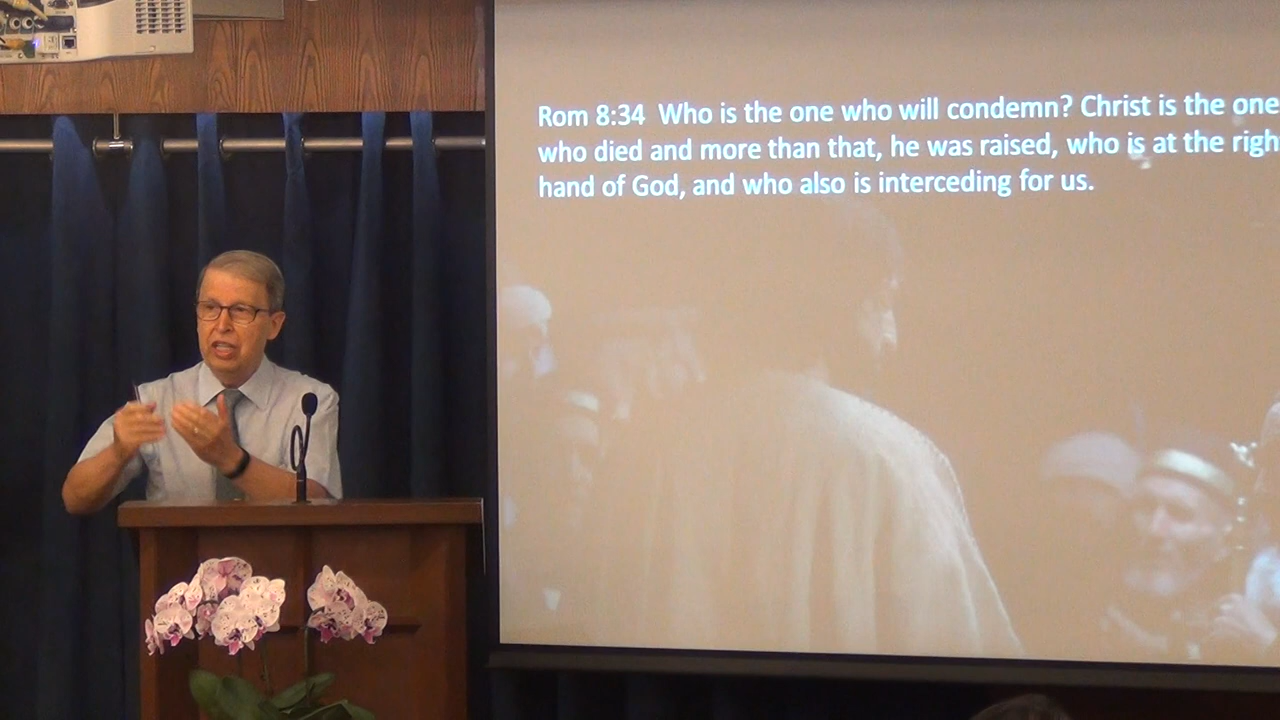 Rom 8:34 Who is the one who will condemn? Christ is the one
who died and more than that, he was raised, who is at the righ
hand of God, and who also is interceding for us.